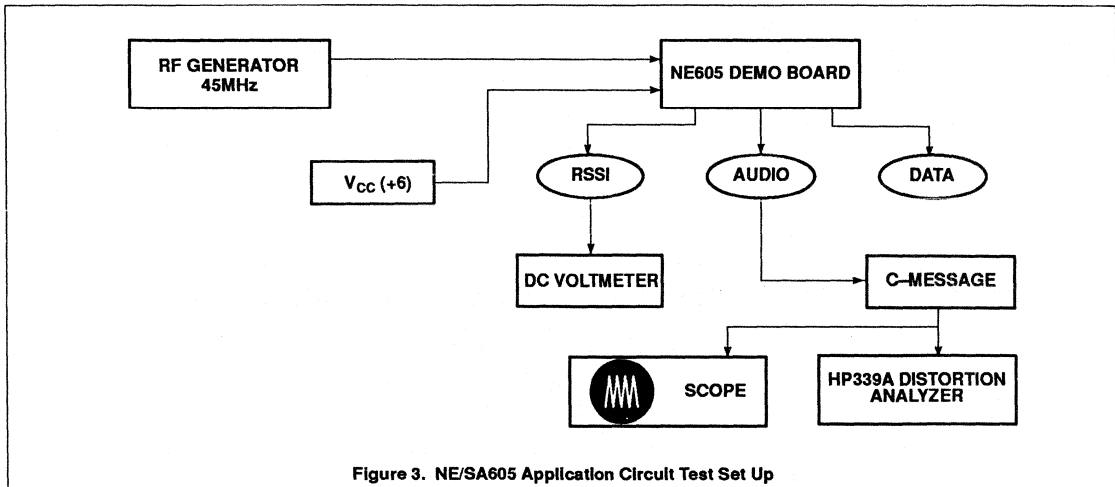 RF GENERATOR
45MHz
NE605 DEMO BOARD
VCC (+6)
RSSI
AUDIO
DATA
DC VOLTMETER
C–MESSAGE
SCOPE
HP339A DISTORTION
ANALYZER
Figure 3. NE/SA605 Application Circuit Test Set Up